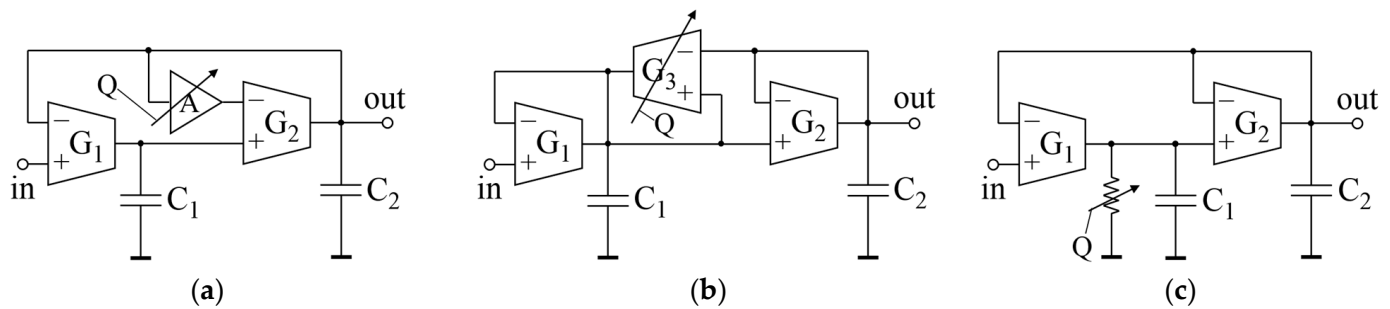 Q
A
−
G₁
+
in
−
G₂
+
out
C₁
C₂
(a)
−
G₃
+
Q
−
G₁
+
in
−
G₂
+
out
C₁
C₂
(b)
−
G₁
+
in
−
G₂
+
out
Q
C₁
C₂
(c)